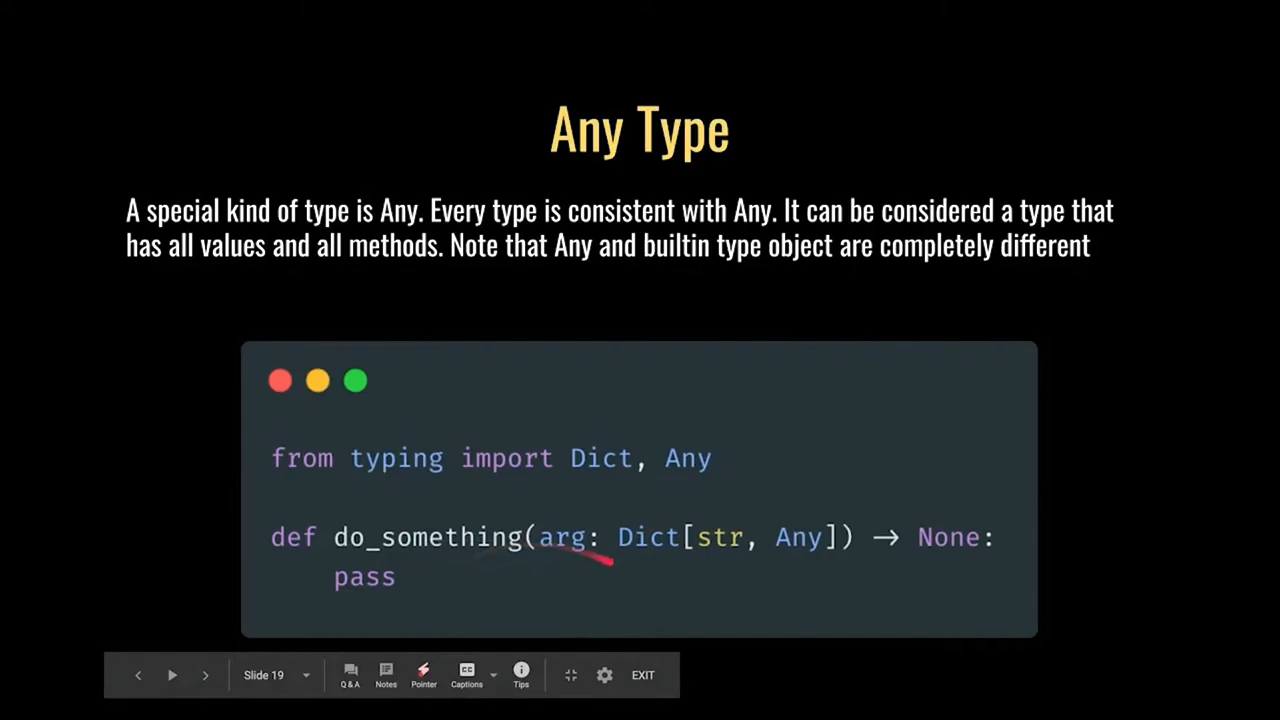 Any Type
A special kind of type is Any. Every type is consistent with Any. It can be considered a type that
has all values and all methods. Note that Any and builtin type object are completely different
from typing import Dict, Any
def do_something(arg: Dict[str, Any]) → None:
    pass
Slide 19
Q & A Notes Pointer Captions Tips EXIT
CC